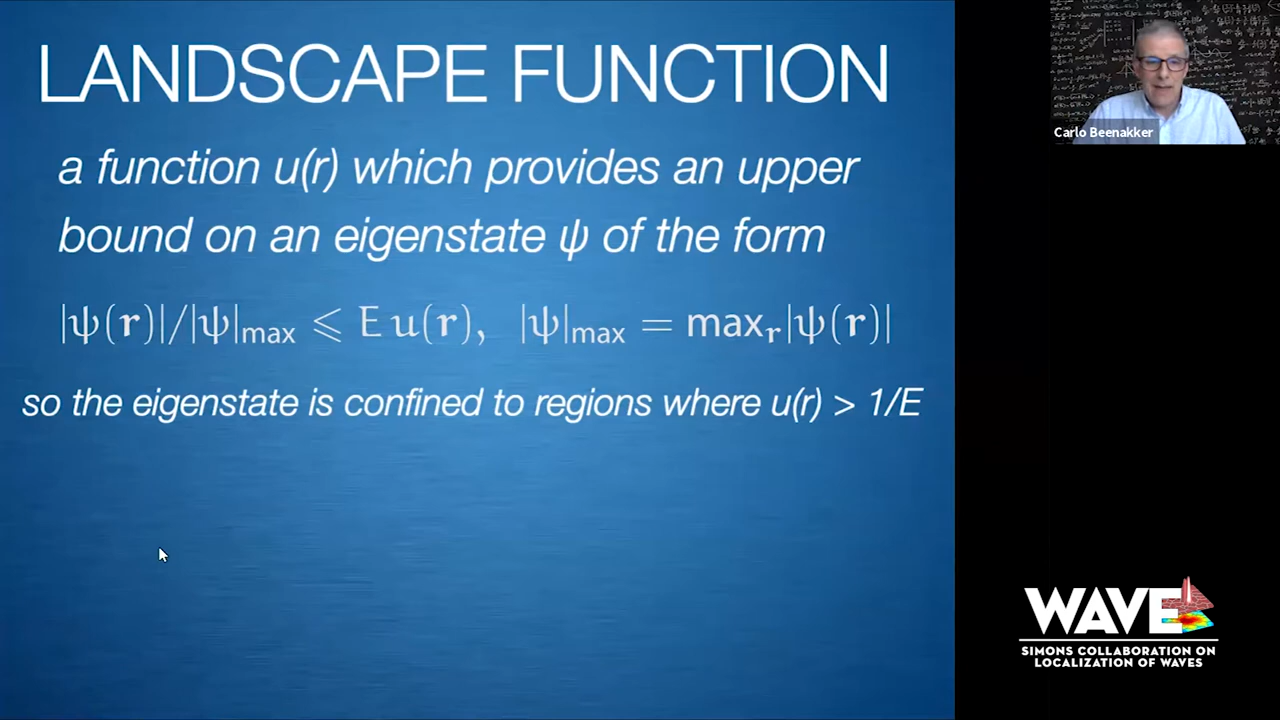 LANDSCAPE FUNCTION
a function u(r) which provides an upper
bound on an eigenstate ψ of the form
|ψ(r)|/|ψ|max ⩽ E u(r), |ψ|max = maxr|ψ(r)|
so the eigenstate is confined to regions where u(r) > 1/E
Carlo Beenakker
WAVE
SIMONS COLLABORATION ON
LOCALIZATION OF WAVES